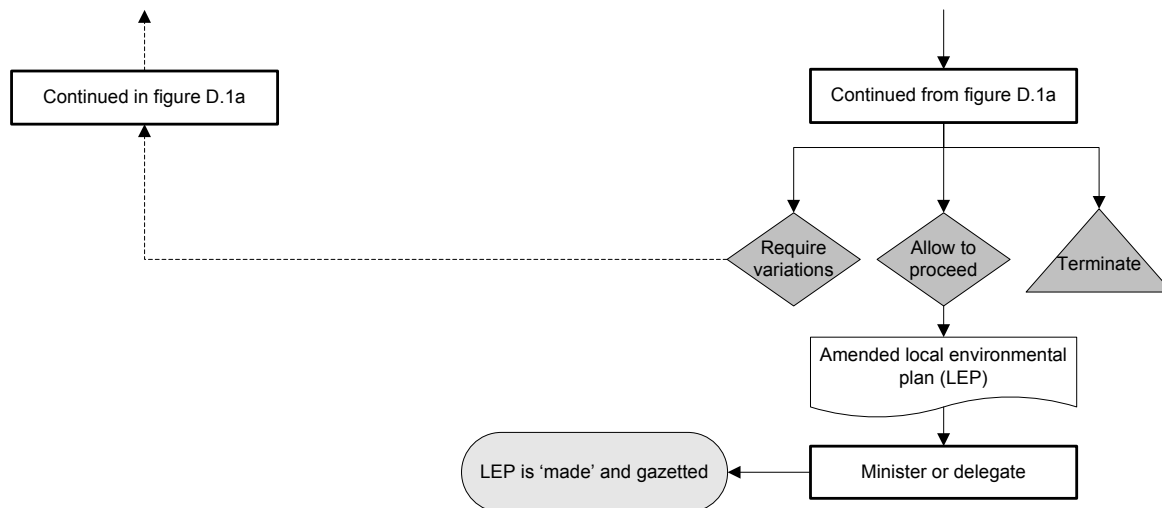 Continued in figure D.1a
Continued from figure D.1a
Require
variations
Allow to
proceed
Terminate
Amended local environmental
plan (LEP)
LEP is ‘made’ and gazetted
Minister or delegate